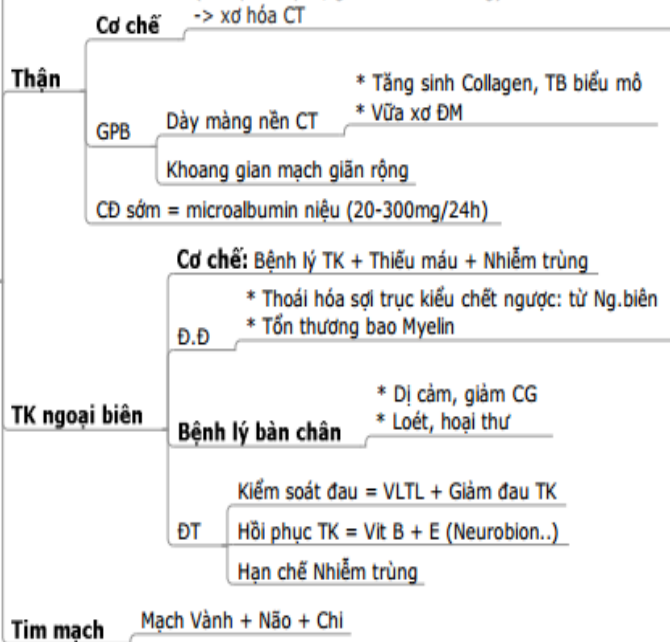 -> xơ hóa CT
Cơ chế
Thận
* Tăng sinh Collagen, TB biểu mô
* Vữa xơ ĐM
Dày màng nền CT
GPB
Khoang gian mạch giãn rộng
CĐ sớm = microalbumin niệu (20-300mg/24h)
Cơ chế: Bệnh lý TK + Thiếu máu + Nhiễm trùng
* Thoái hóa sợi trục kiểu chết ngược: từ Ng.biên
* Tổn thương bao Myelin
Đ.Đ
* Dị cảm, giảm CG
* Loét, hoại thư
TK ngoại biên
Bệnh lý bàn chân
Kiểm soát đau = VLTL + Giảm đau TK
ĐT
Hồi phục TK = Vit B + E (Neurobion..)
Hạn chế Nhiễm trùng
Tim mạch
Mạch Vành + Não + Chi